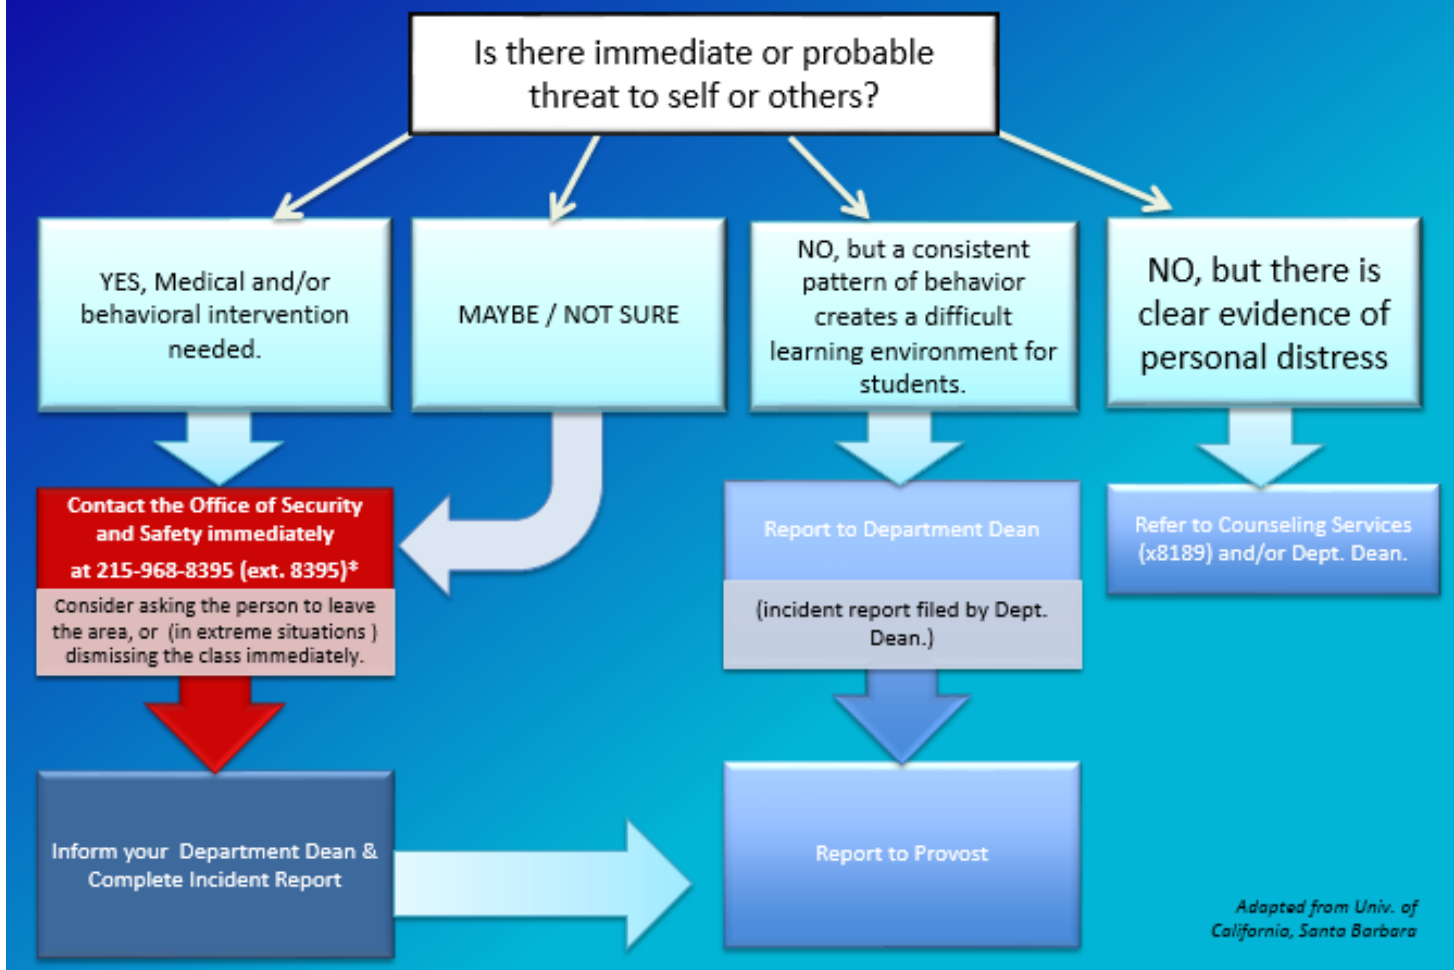 Is there immediate or probable
threat to self or others?
YES, Medical and/or
behavioral intervention
needed.
MAYBE / NOT SURE
NO, but a consistent
pattern of behavior
creates a difficult
learning environment for
students.
NO, but there is
clear evidence of
personal distress
Contact the Office of Security
and Safety immediately
at 215-968-8395 (ext. 8395)*
Consider asking the person to leave
the area, or (in extreme situations )
dismissing the class immediately.
Report to Department Dean
(incident report filed by Dept.
Dean.)
Refer to Counseling Services
(x8189) and/or Dept. Dean.
Inform your Department Dean &
Complete Incident Report
Report to Provost
Adapted from Univ. of
California, Santa Barbara